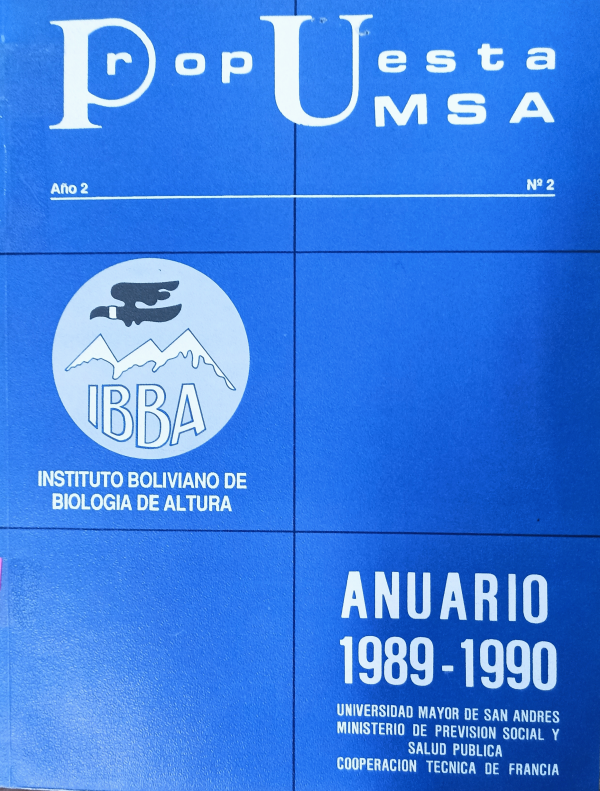 PropUesta
UMSA
Año 2
Nº 2
IBBA
INSTITUTO BOLIVIANO DE
BIOLOGIA DE ALTURA
ANUARIO
1989-1990
UNIVERSIDAD MAYOR DE SAN ANDRES
MINISTERIO DE PREVISION SOCIAL Y
SALUD PUBLICA
COOPERACION TECNICA DE FRANCIA